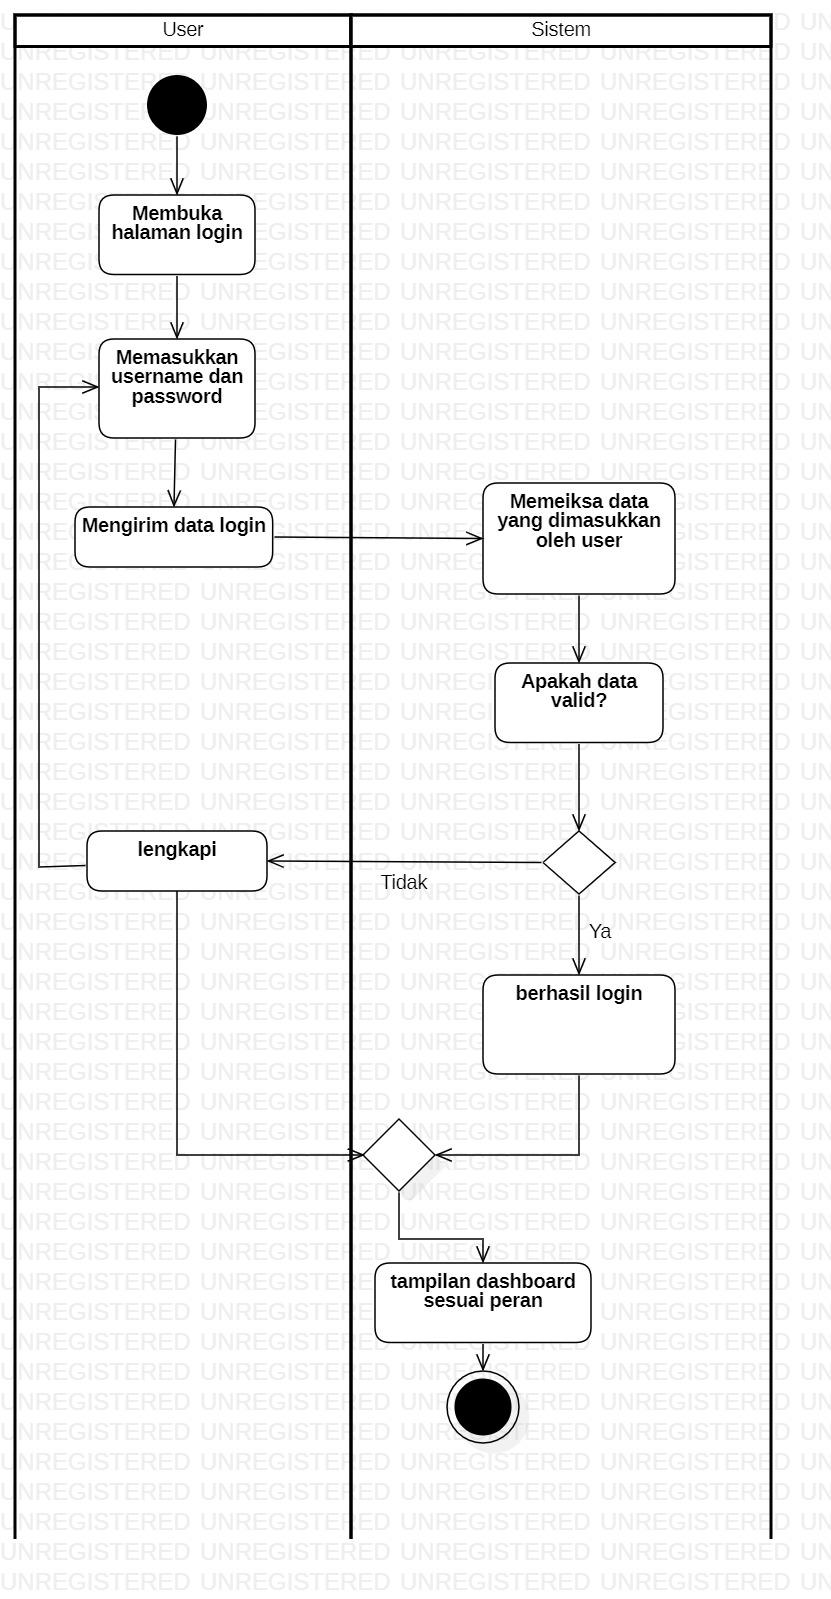 User
Sistem
Membuka
halaman login
Memasukkan
username dan
password
Mengirim data login
Memeiksa data
yang dimasukkan
oleh user
Apakah data
valid?
lengkapi
Tidak
Ya
berhasil login
tampilan dashboard
sesuai peran
UNREGISTERED